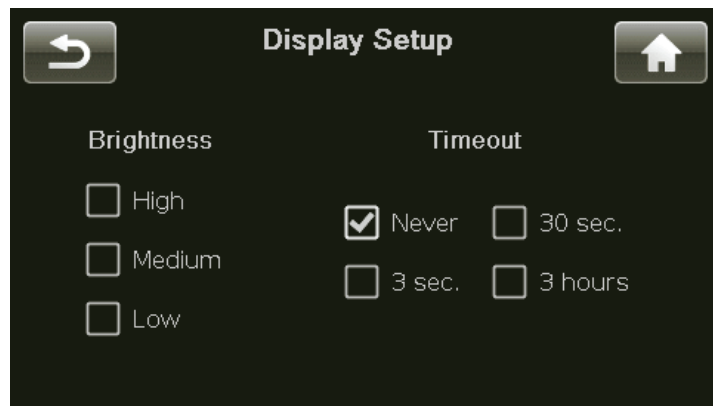 Display Setup
Brightness
Timeout
High
Medium
Low
Never
30 sec.
3 sec.
3 hours